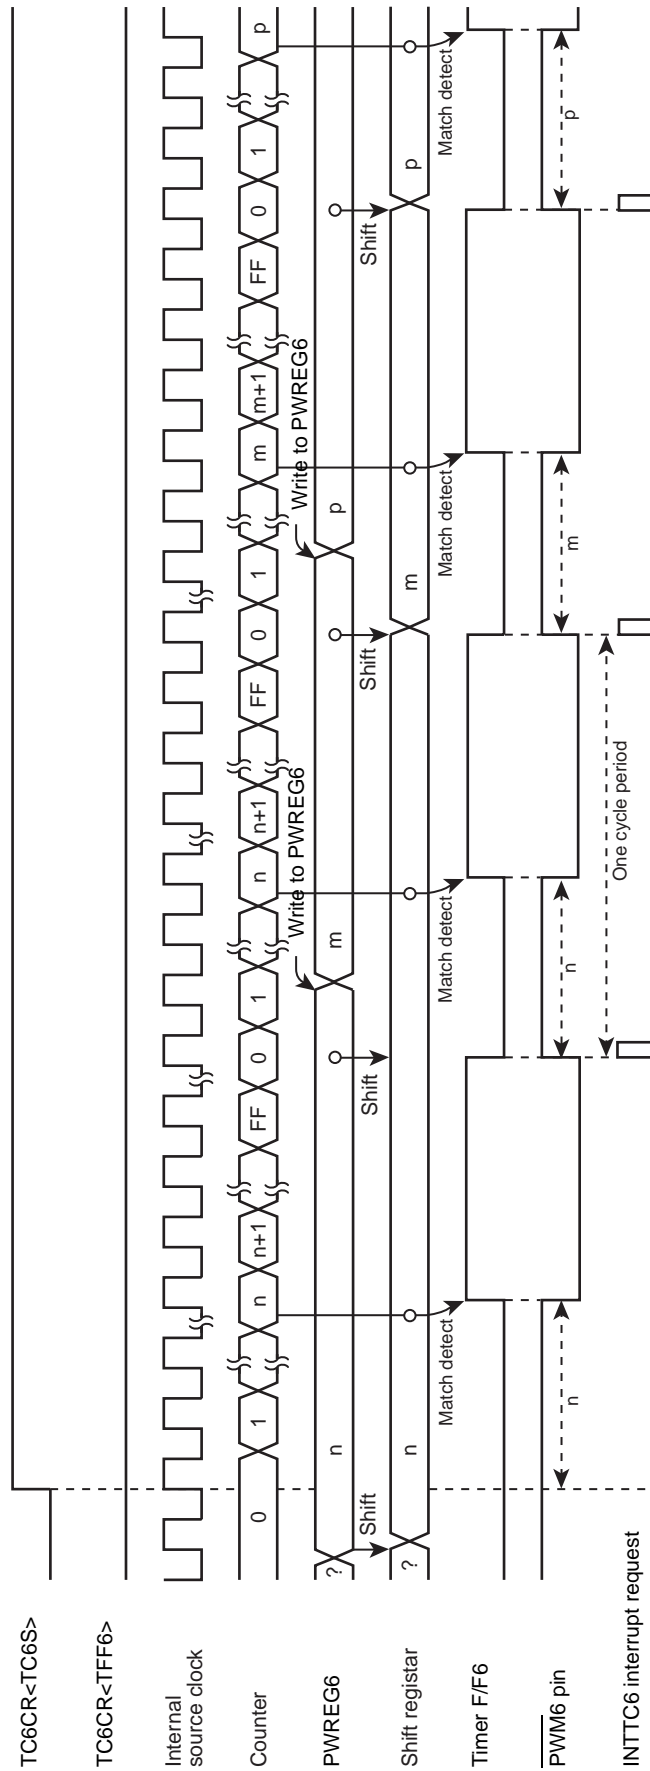 TC6CR<TC6S>
TC6CR<TFF6>
Internal
source clock
Counter
0
1
n
n+1
FF
0
1
n
n+1
FF
0
1
m
m+1
FF
0
1
p
Write to PWREG6
Write to PWREG6
PWREG6
?
n
m
p
Shift
Shift
Shift
Shift
Shift registar
?
n
m
p
Match detect
Match detect
Match detect
Match detect
Timer F/F6
PWM6 pin
n
n
m
p
One cycle period
INTTC6 interrupt request